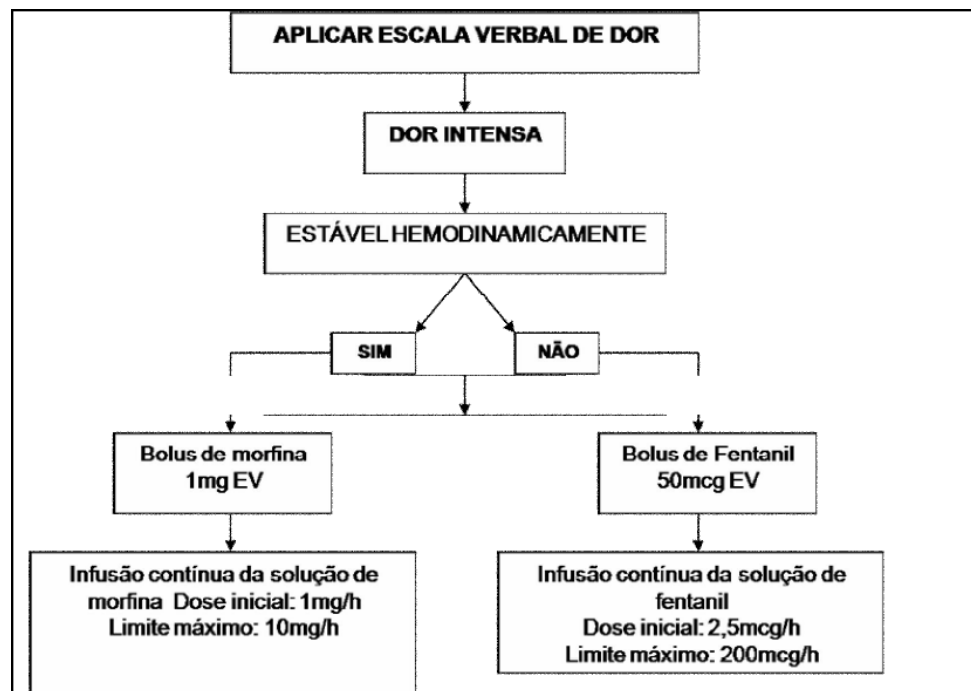 APLICAR ESCALA VERBAL DE DOR
DOR INTENSA
ESTÁVEL HEMODINAMICAMENTE
SIM
NÃO
Bolus de morfina
1mg EV
Bolus de Fentanil
50mcg EV
Infusão contínua da solução de
morfina Dose inicial: 1mg/h
Limite máximo: 10mg/h
Infusão contínua da solução de
fentanil
Dose inicial: 2,5mcg/h
Limite máximo: 200mcg/h